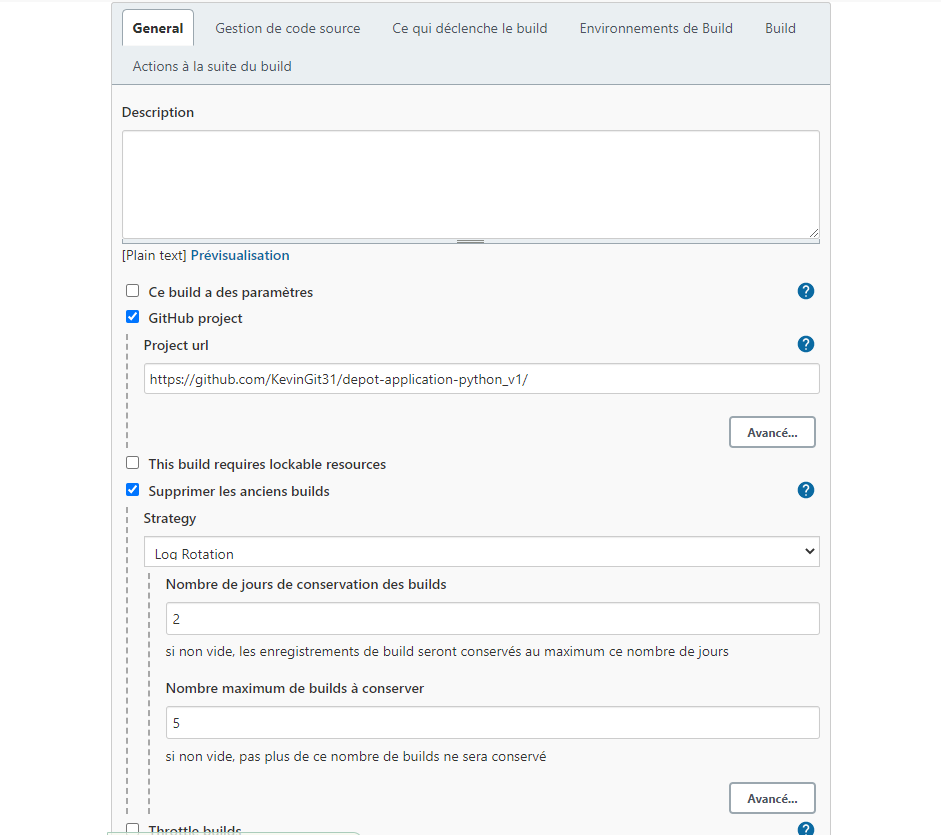 General Gestion de code source Ce qui déclenche le build Environnements de Build Build
Actions à la suite du build
Description
[Plain text] Prévisualisation
Ce build a des paramètres
GitHub project
Project url
https://github.com/KevinGit31/depot-application-python_v1/
Avancé...
This build requires lockable resources
Supprimer les anciens builds
Strategy
Log Rotation
Nombre de jours de conservation des builds
2
si non vide, les enregistrements de build seront conservés au maximum ce nombre de jours
Nombre maximum de builds à conserver
5
si non vide, pas plus de ce nombre de builds ne sera conservé
Avancé...
Throttle builds